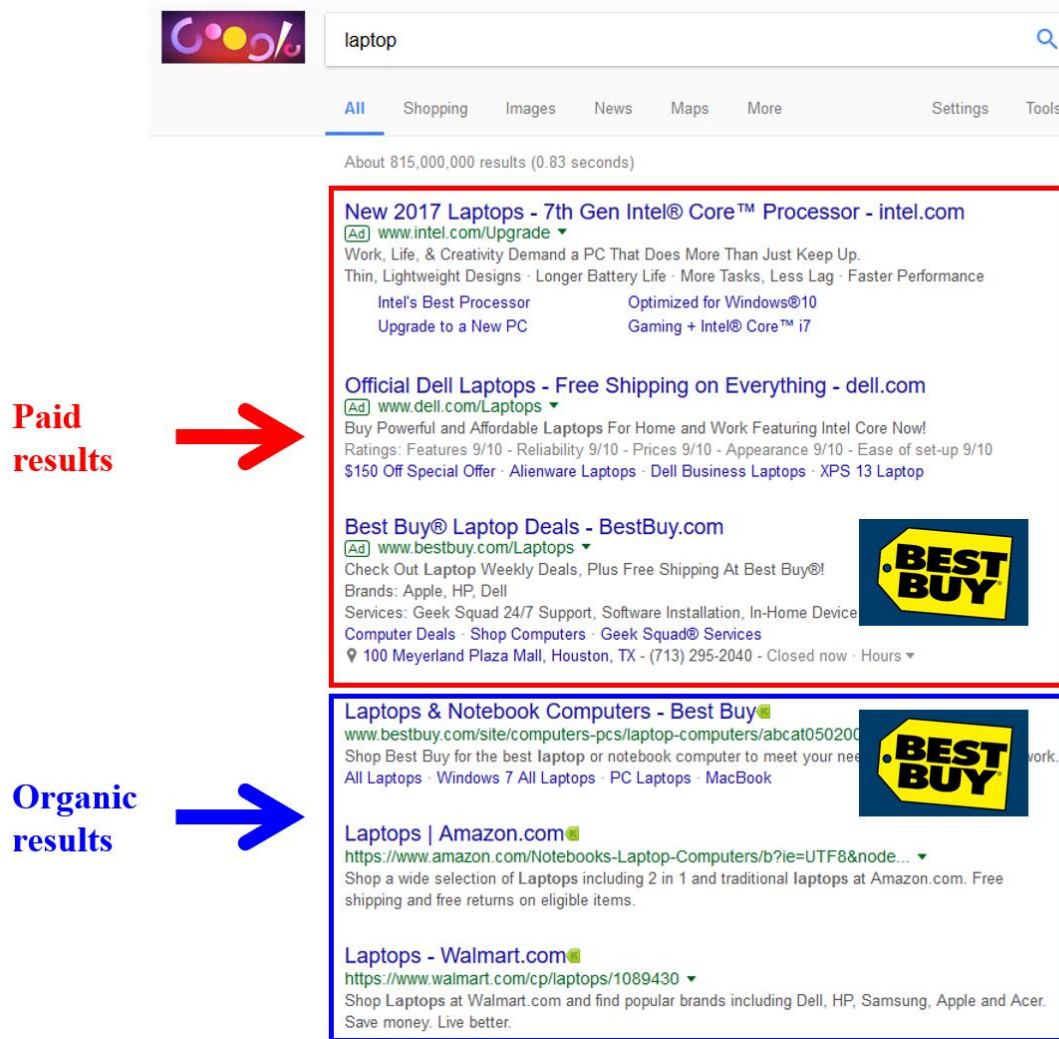 Google
laptop
All Shopping Images News Maps More Settings Tools
About 815,000,000 results (0.83 seconds)
New 2017 Laptops - 7th Gen Intel® Core™ Processor - intel.com
Ad www.intel.com/Upgrade ▼
Work, Life, & Creativity Demand a PC That Does More Than Just Keep Up.
Thin, Lightweight Designs · Longer Battery Life · More Tasks, Less Lag · Faster Performance
Intel's Best Processor Optimized for Windows®10
Upgrade to a New PC Gaming + Intel® Core™ i7
Official Dell Laptops - Free Shipping on Everything - dell.com
Ad www.dell.com/Laptops ▼
Buy Powerful and Affordable Laptops For Home and Work Featuring Intel Core Now!
Ratings: Features 9/10 - Reliability 9/10 - Prices 9/10 - Appearance 9/10 - Ease of set-up 9/10
$150 Off Special Offer · Alienware Laptops · Dell Business Laptops · XPS 13 Laptop
Paid
results
Best Buy® Laptop Deals - BestBuy.com
Ad www.bestbuy.com/Laptops ▼
Check Out Laptop Weekly Deals, Plus Free Shipping At Best Buy®!
Brands: Apple, HP, Dell
Services: Geek Squad 24/7 Support, Software Installation, In-Home Device
Computer Deals · Shop Computers · Geek Squad® Services
100 Meyerland Plaza Mall, Houston, TX - (713) 295-2040 - Closed now · Hours ▼
BEST
BUY
Laptops & Notebook Computers - Best Buy
www.bestbuy.com/site/computers-pcs/laptop-computers/abcat050200
Shop Best Buy for the best laptop or notebook computer to meet your
All Laptops · Windows 7 All Laptops · PC Laptops · MacBook
BEST
BUY
Organic
results
Laptops | Amazon.com
https://www.amazon.com/Notebooks-Laptop-Computers/b?ie=UTF8&node... ▼
Shop a wide selection of Laptops including 2 in 1 and traditional laptops at Amazon.com. Free
shipping and free returns on eligible items.
Laptops - Walmart.com
https://www.walmart.com/cp/laptops/1089430 ▼
Shop Laptops at Walmart.com and find popular brands including Dell, HP, Samsung, Apple and Acer.
Save money. Live better.